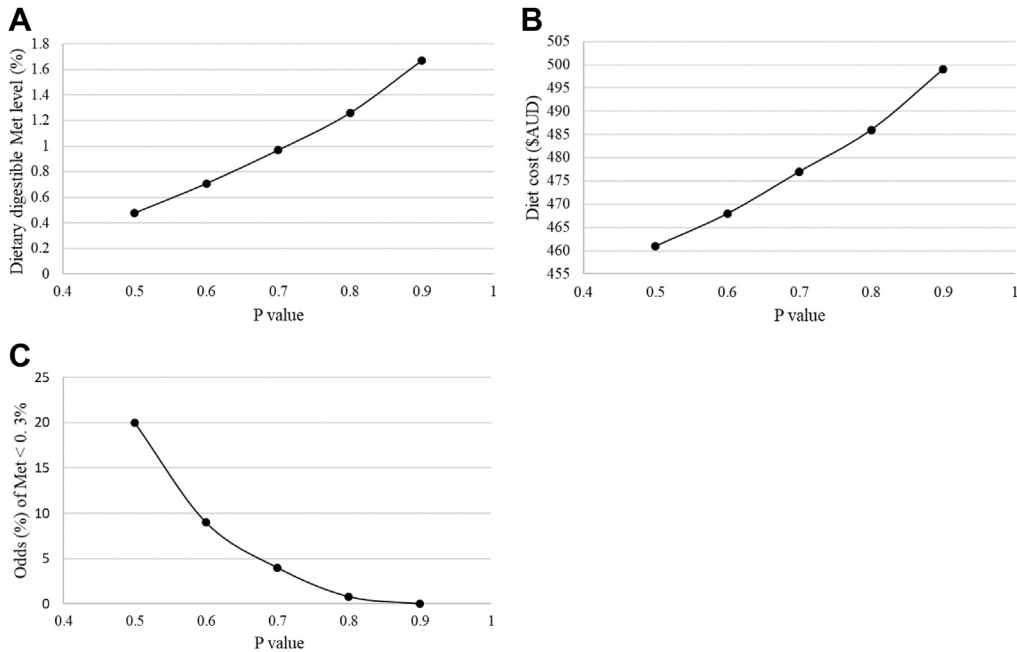 A
Dietary digestible Met level (%)
1.8
1.6
1.4
1.2
1
0.8
0.6
0.4
0.2
0
0.4 0.5 0.6 0.7 0.8 0.9 1
P value
B
Diet cost ($AUD)
505
500
495
490
485
480
475
470
465
460
455
0.4 0.5 0.6 0.7 0.8 0.9 1
P value
C
Odds (%) of Met < 0. 3%
25
20
15
10
5
0
0.4 0.5 0.6 0.7 0.8 0.9 1
P value